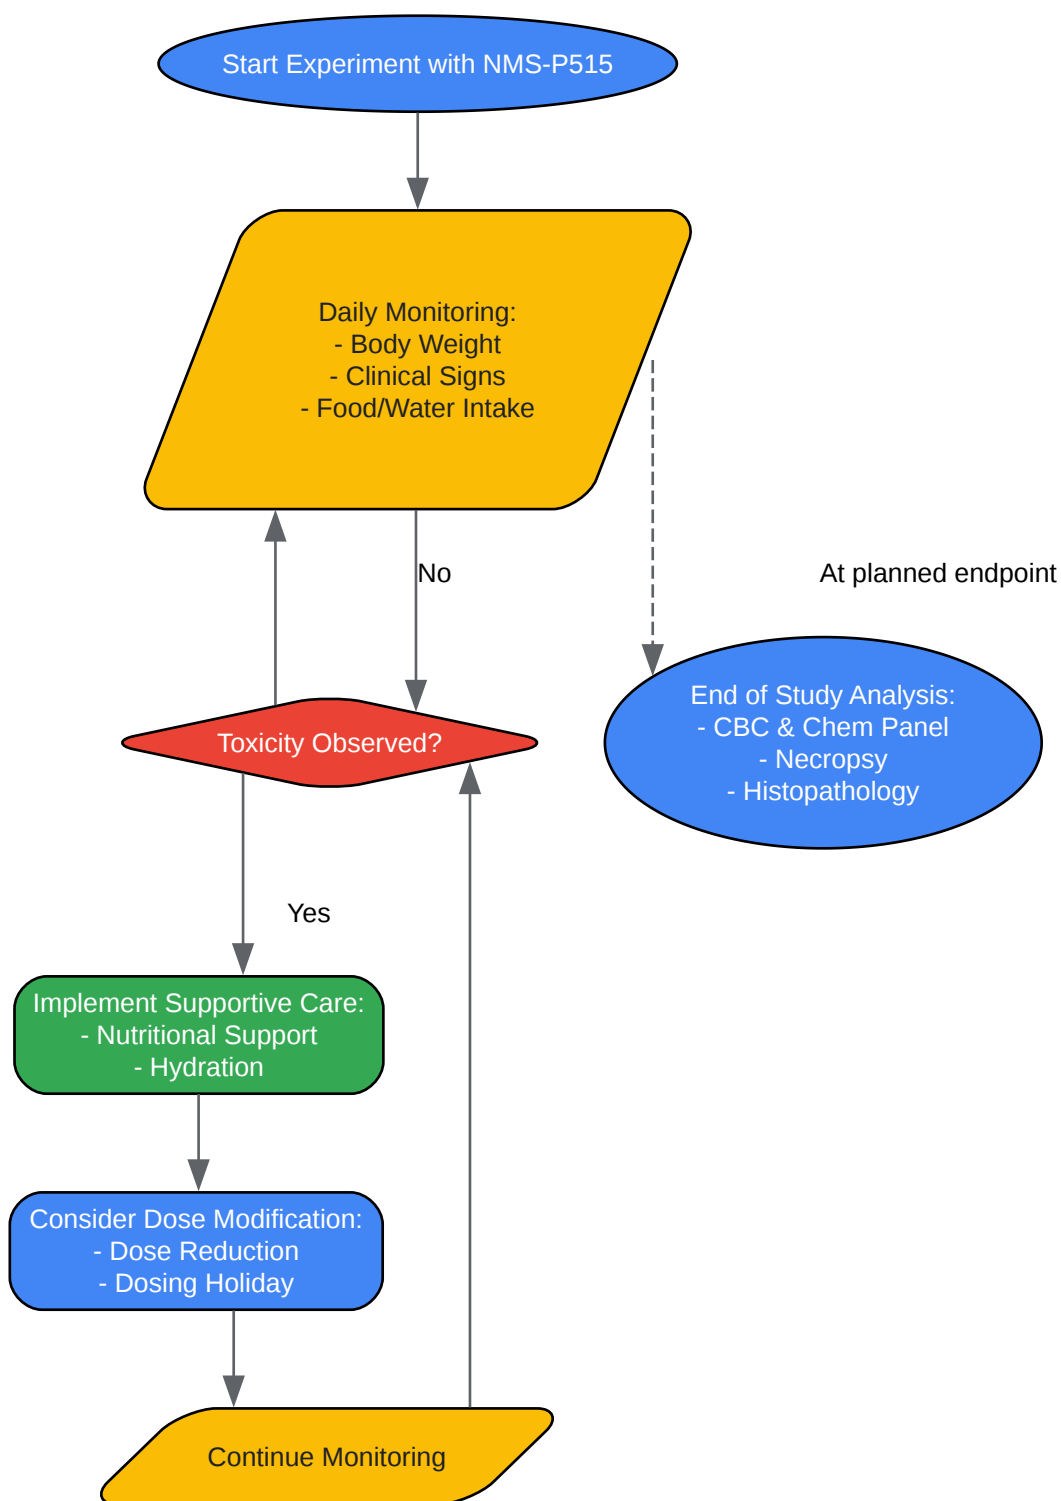 Start Experiment with NMS-P515
Daily Monitoring:
- Body Weight
- Clinical Signs
- Food/Water Intake
No
At planned endpoint
Toxicity Observed?
End of Study Analysis:
- CBC & Chem Panel
- Necropsy
- Histopathology
Yes
Implement Supportive Care:
- Nutritional Support
- Hydration
Consider Dose Modification:
- Dose Reduction
- Dosing Holiday
Continue Monitoring